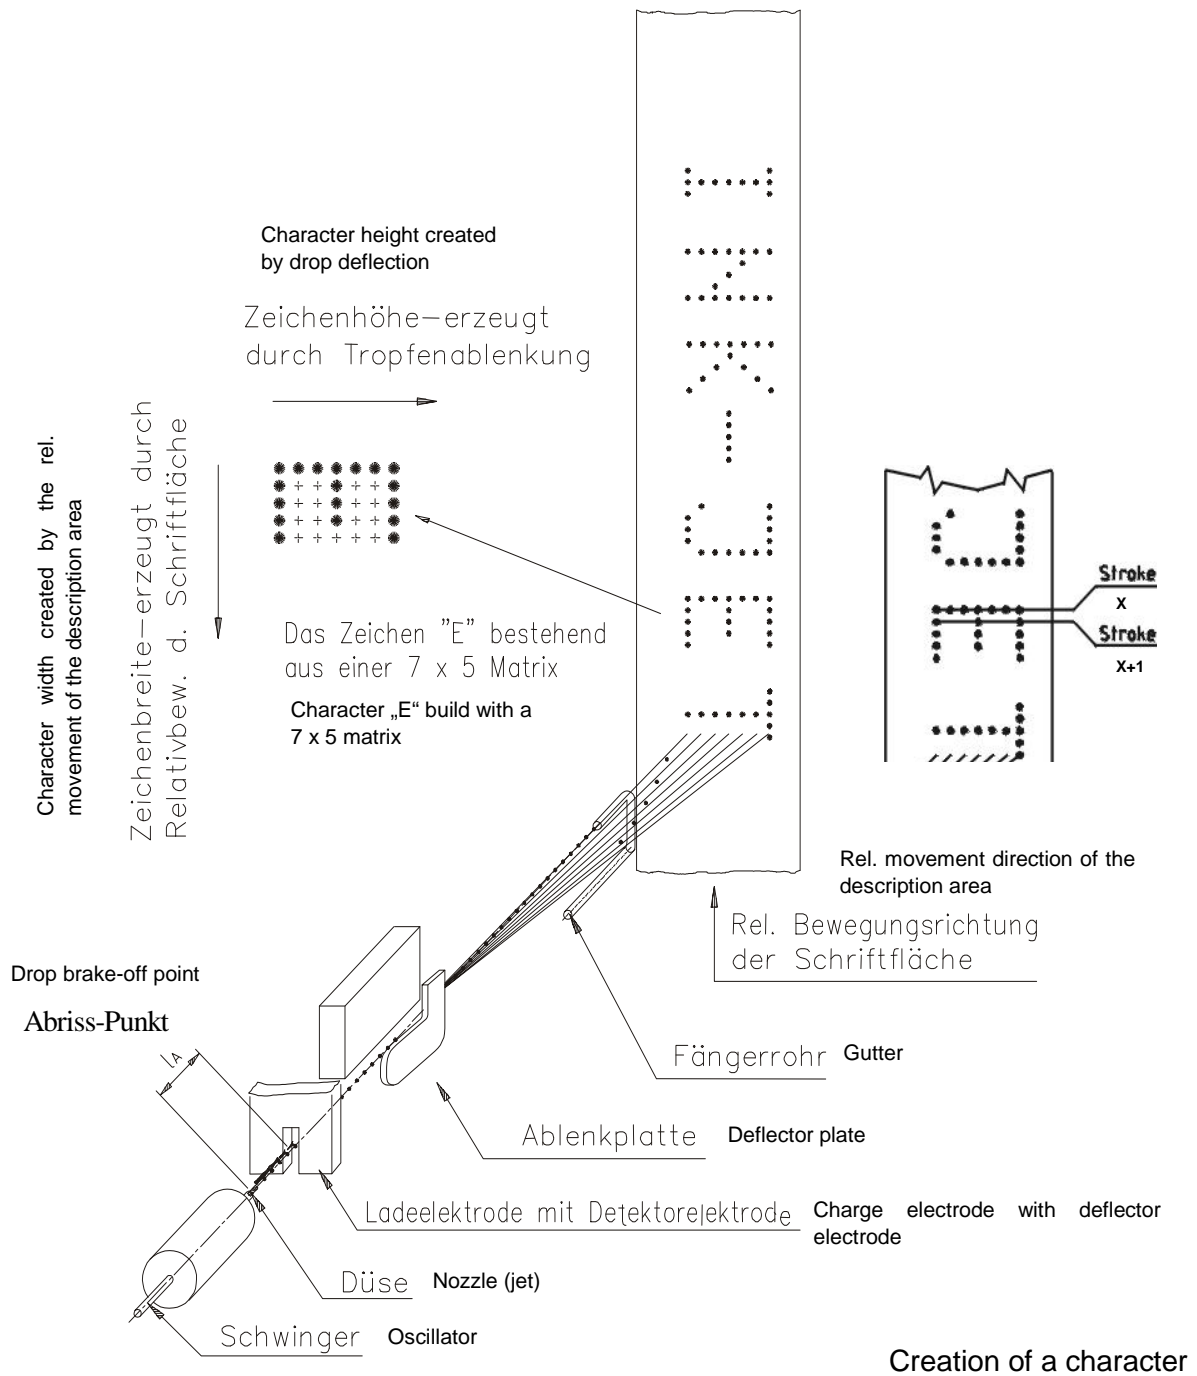 Character height created
by drop deflection
Zeichenhöhe–erzeugt
durch Tropfenablenkung
Character width created by the rel.
movement of the description area
Zeichenbreite–erzeugt durch
Relativbew. d. Schriftfläche
Das Zeichen "E" bestehend
aus einer 7 x 5 Matrix
Character „E“ build with a
7 x 5 matrix
INK-JET
Stroke
X
Stroke
X+1
Rel. movement direction of the
description area
Rel. Bewegungsrichtung
der Schriftfläche
Drop brake-off point
Abriss-Punkt
lA
Fängerrohr Gutter
Ablenkplatte Deflector plate
Ladeelektrode mit Detektorelektrode
Charge electrode with deflector
electrode
Düse Nozzle (jet)
Schwinger Oscillator
Creation of a character